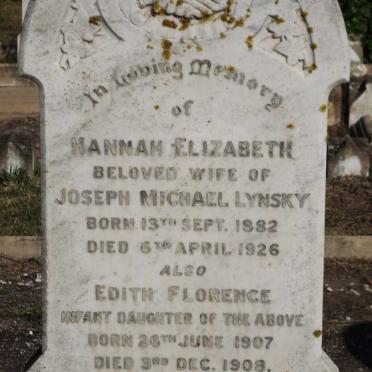 In Loving Memory
of
HANNAH ELIZABETH
BELOVED WIFE OF
JOSEPH MICHAEL LYNSKY
BORN 13TH SEPT. 1882
DIED 6TH APRIL 1926
ALSO
EDITH FLORENCE
INFANT DAUGHTER OF THE ABOVE
BORN 26TH JUNE 1907
DIED 3RD DEC. 1908.